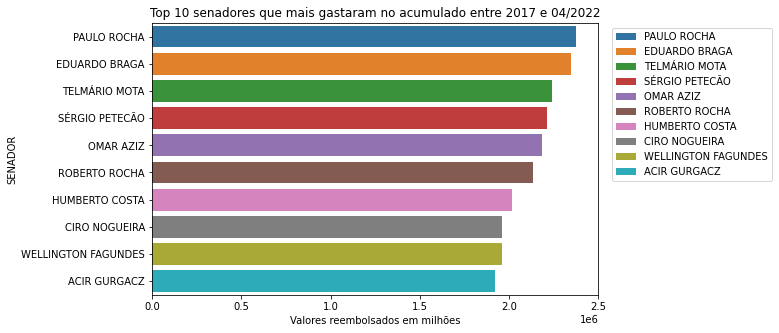 Top 10 senadores que mais gastaram no acumulado entre 2017 e 04/2022
SENADOR
PAULO ROCHA
EDUARDO BRAGA
TELMÁRIO MOTA
SÉRGIO PETECÃO
OMAR AZIZ
ROBERTO ROCHA
HUMBERTO COSTA
CIRO NOGUEIRA
WELLINGTON FAGUNDES
ACIR GURGACZ
0.0 0.5 1.0 1.5 2.0 2.5
1e6
Valores reembolsados em milhões
PAULO ROCHA
EDUARDO BRAGA
TELMÁRIO MOTA
SÉRGIO PETECÃO
OMAR AZIZ
ROBERTO ROCHA
HUMBERTO COSTA
CIRO NOGUEIRA
WELLINGTON FAGUNDES
ACIR GURGACZ